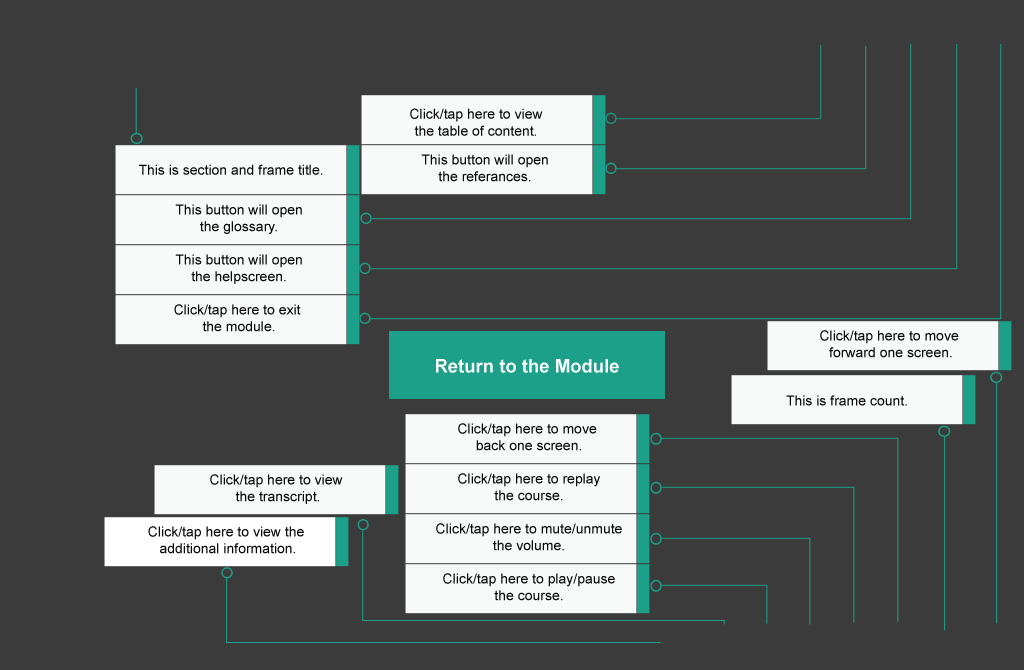 Click/tap here to view
the table of content.
This is section and frame title.
This button will open
the referances.
This button will open
the glossary.
This button will open
the helpscreen.
Click/tap here to exit
the module.
Click/tap here to move
forward one screen.
Return to the Module
This is frame count.
Click/tap here to move
back one screen.
Click/tap here to view
the transcript.
Click/tap here to replay
the course.
Click/tap here to view the
additional information.
Click/tap here to mute/unmute
the volume.
Click/tap here to play/pause
the course.